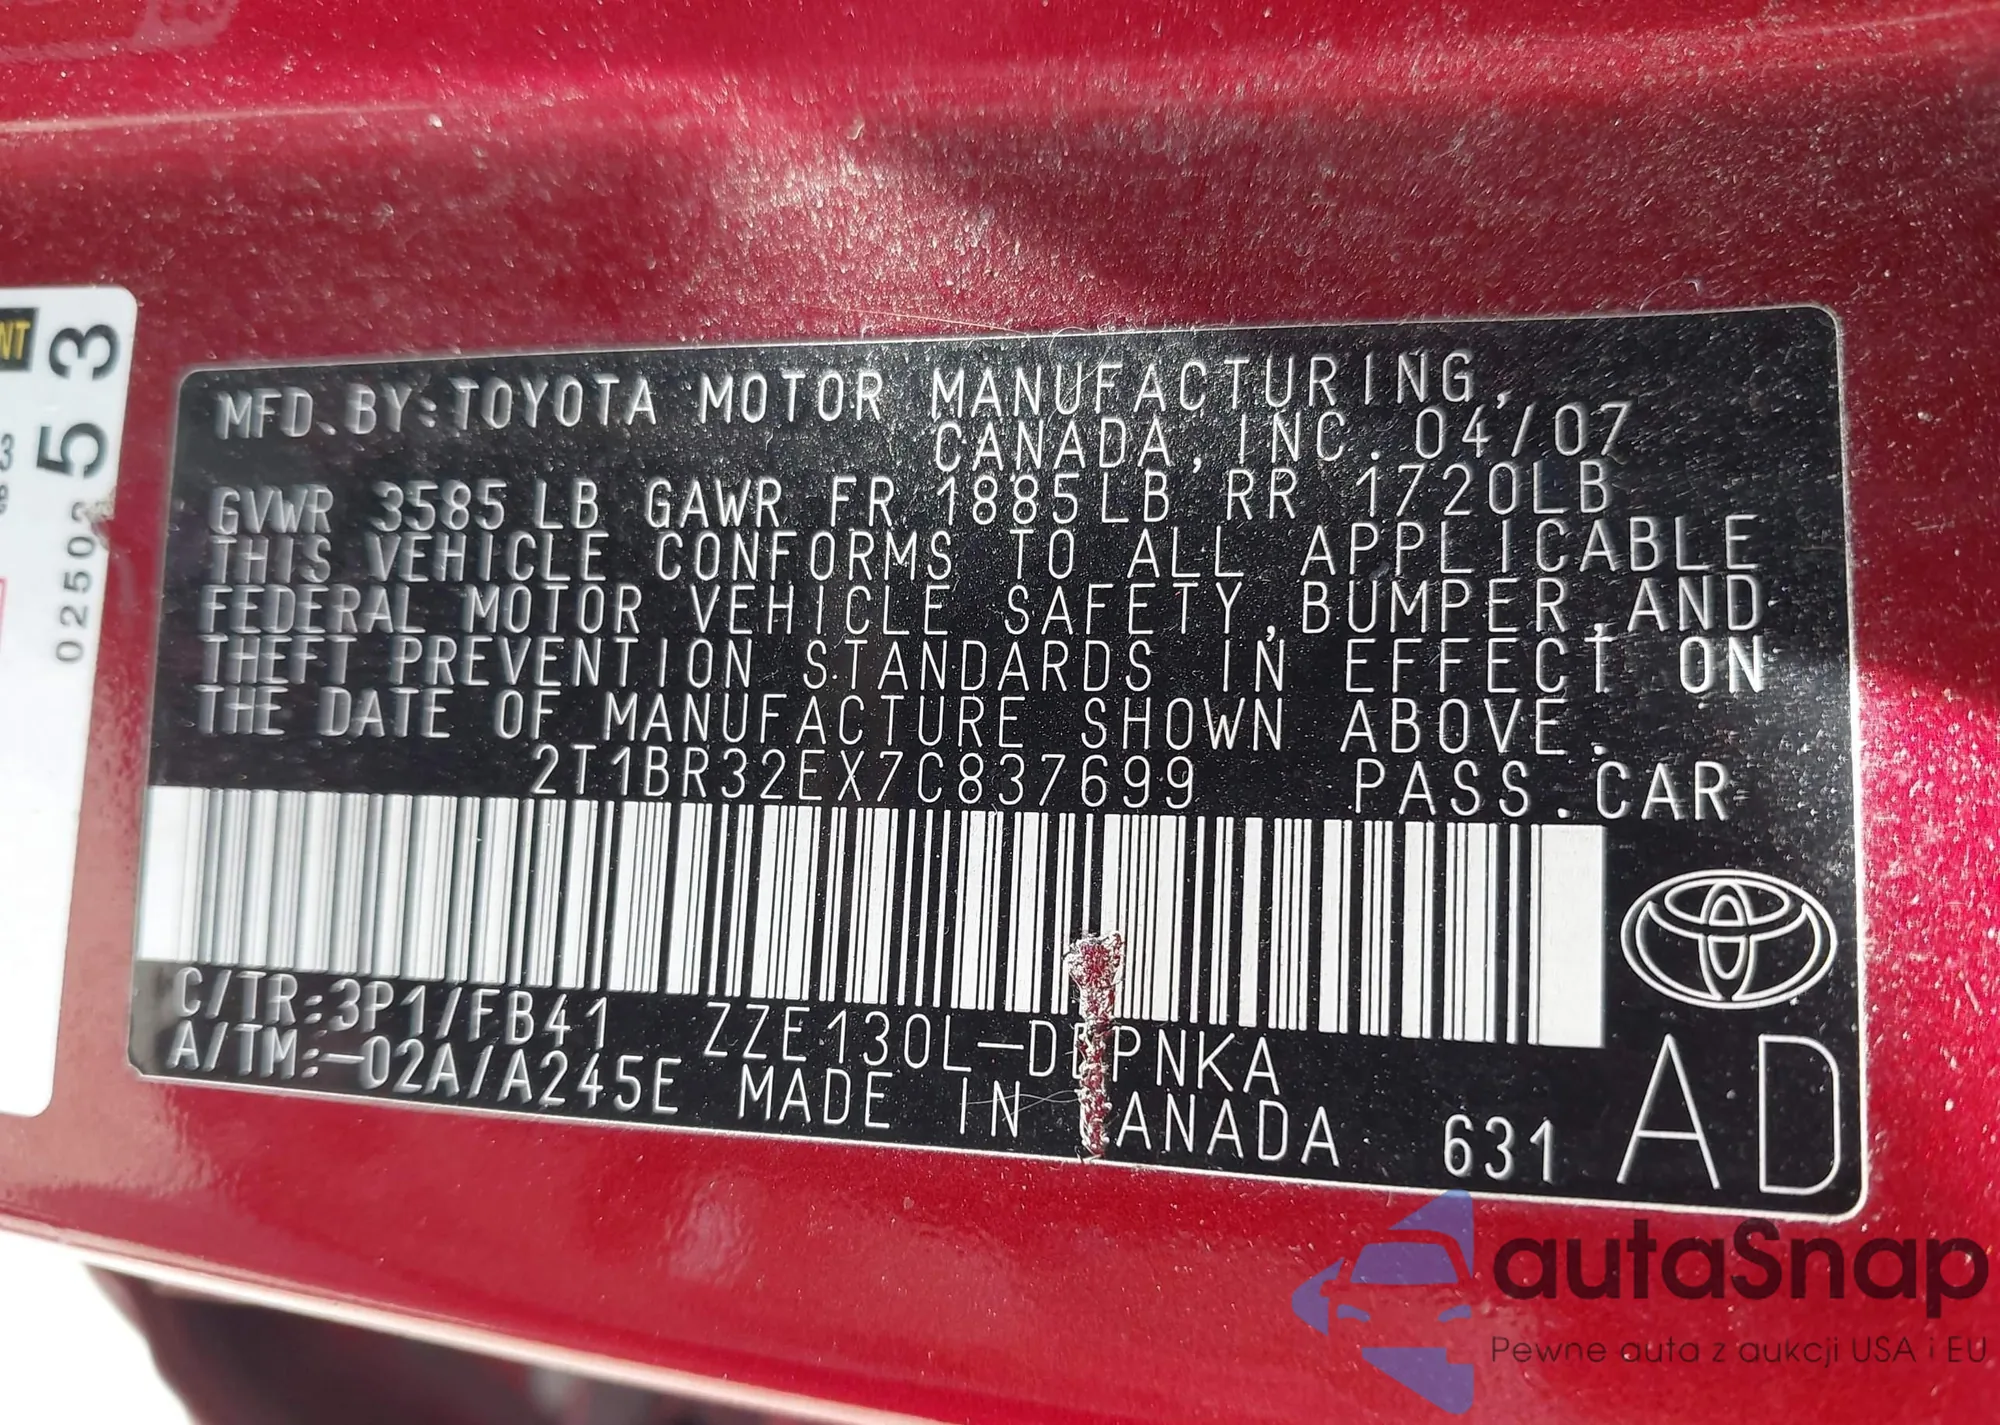 MFD. BY: TOYOTA MOTOR MANUFACTURING,
CANADA, INC. 04/07
GVWR 3585 LB GAWR FR 1885LB RR 1720LB
THIS VEHICLE CONFORMS TO ALL APPLICABLE
FEDERAL MOTOR VEHICLE SAFETY, BUMPER, AND
THEFT PREVENTION STANDARDS IN EFFECT ON
THE DATE OF MANUFACTURE SHOWN ABOVE.
2T1BR32EX7C837699 PASS. CAR
C/TR: 3P1/FB41
A/TM: -02A/A245E MADE IN CANADA 631 AD
53
autaSnap
Pewne auta z aukcji USA i EU